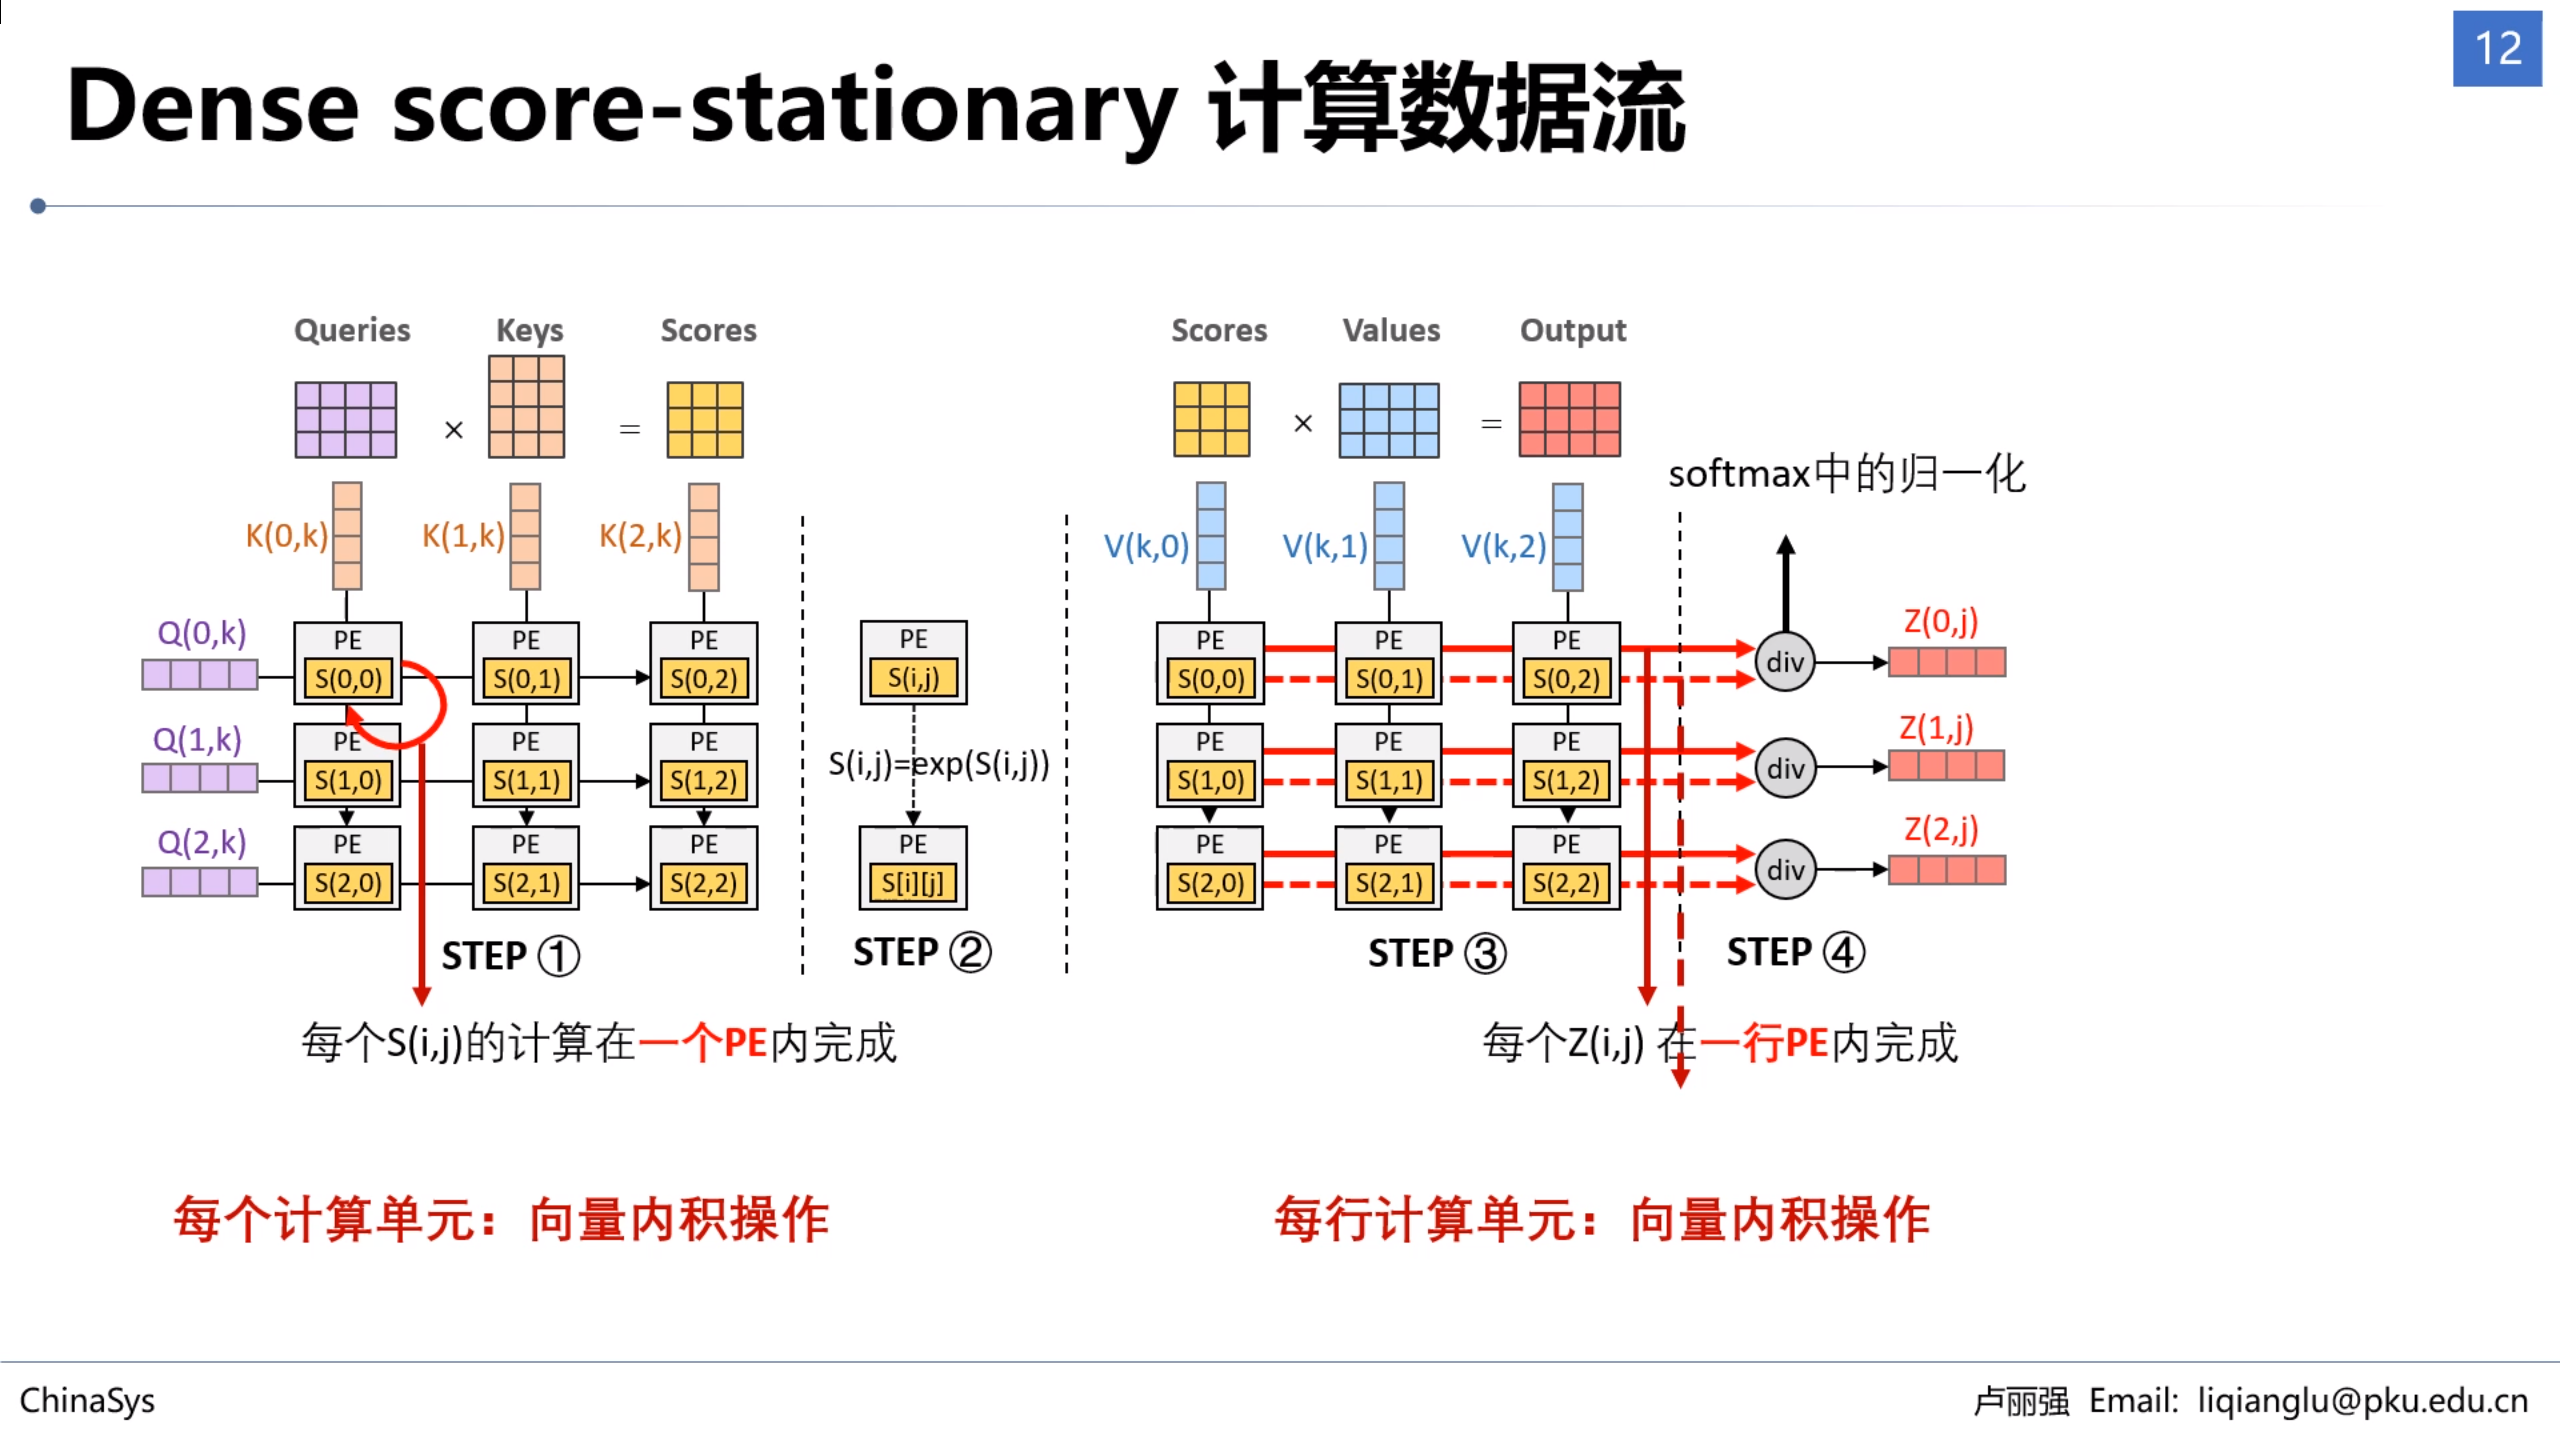 12
Dense score-stationary 计算数据流
Queries
Keys
Scores
×
=
K(0,k)
K(1,k)
K(2,k)
Q(0,k)
PE
S(0,0)
PE
S(0,1)
PE
S(0,2)
Q(1,k)
PE
S(1,0)
PE
S(1,1)
PE
S(1,2)
Q(2,k)
PE
S(2,0)
PE
S(2,1)
PE
S(2,2)
STEP ①
每个S(i,j)的计算在一个PE内完成
PE
S(i,j)
S(i,j)=exp(S(i,j))
PE
S[i][j]
STEP ②
Scores
Values
Output
×
=
V(k,0)
V(k,1)
V(k,2)
PE
S(0,0)
PE
S(0,1)
PE
S(0,2)
PE
S(1,0)
PE
S(1,1)
PE
S(1,2)
PE
S(2,0)
PE
S(2,1)
PE
S(2,2)
STEP ③
softmax中的归一化
div
Z(0,j)
div
Z(1,j)
div
Z(2,j)
STEP ④
每个Z(i,j) 在一行PE内完成
每个计算单元：向量内积操作
每行计算单元：向量内积操作
ChinaSys
卢丽强 Email: liqianglu@pku.edu.cn